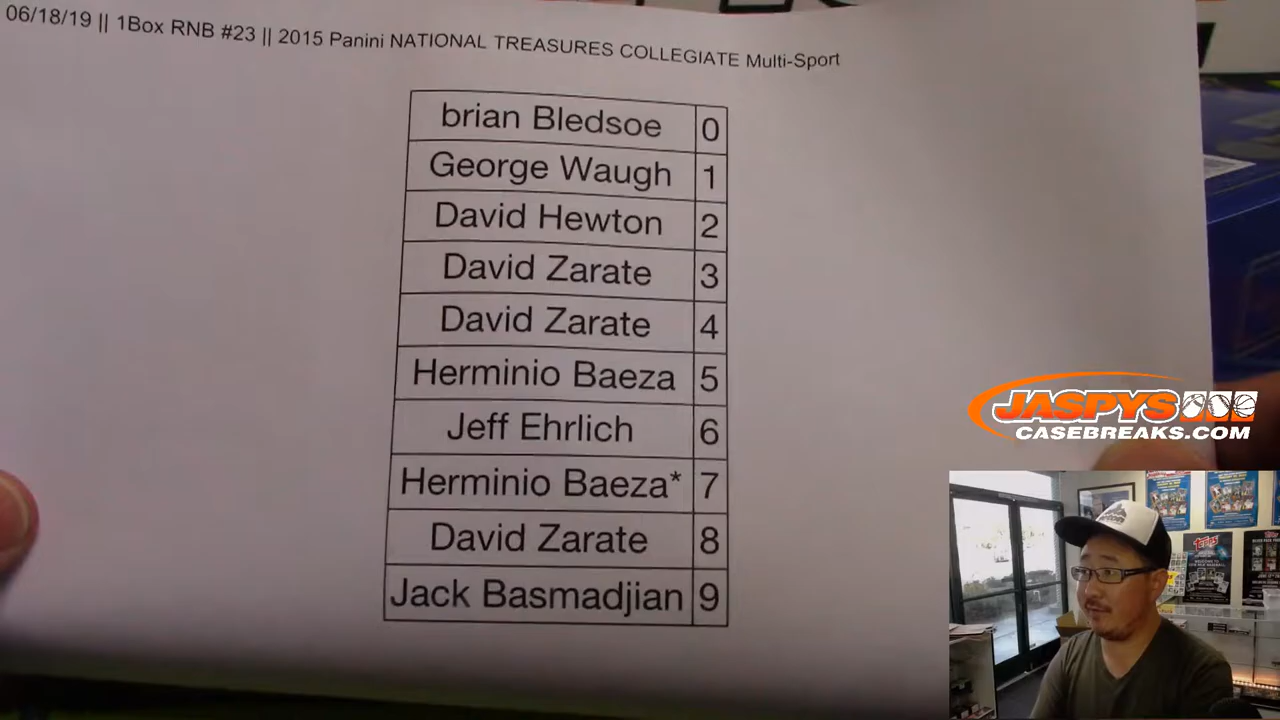 06/18/19 || 1Box RNB #23 || 2015 Panini NATIONAL TREASURES COLLEGIATE Multi-Sport
brian Bledsoe 0
George Waugh 1
David Hewton 2
David Zarate 3
David Zarate 4
Herminio Baeza 5
Jeff Ehrlich 6
Herminio Baeza* 7
David Zarate 8
Jack Basmadjian 9
JASPYS
CASEBREAKS.COM
TOPPS